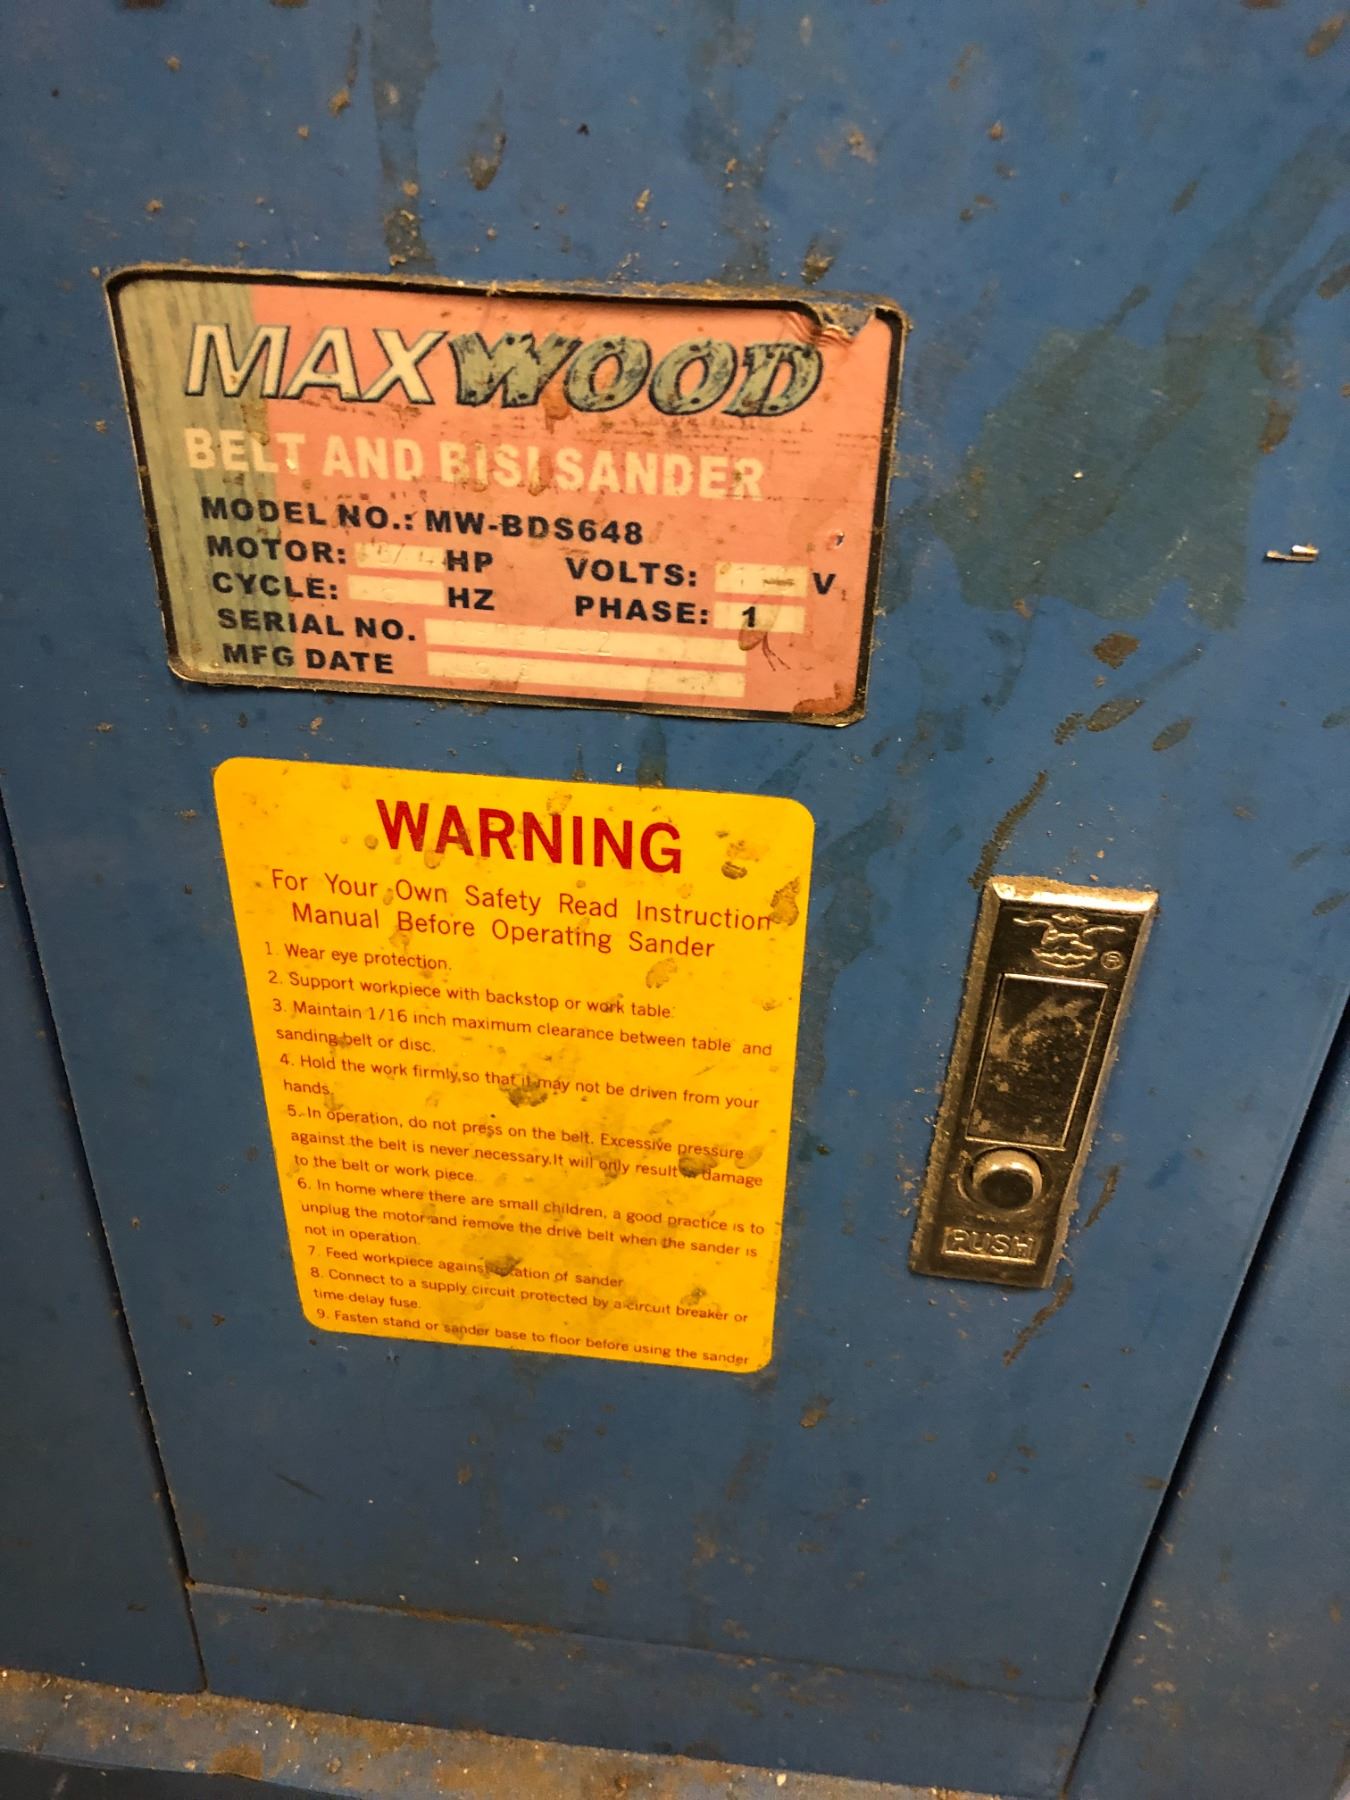 MAXWOOD
BELT AND SANDER
MODEL NO.: MW-BDS648
MOTOR: HP VOLTS: V
CYCLE: HZ PHASE: 1
SERIAL NO.
MFG DATE
WARNING
For Your Own Safety Read Instruction
Manual Before Operating Sander
1. Wear eye protection.
2. Support workpiece with backstop or work table.
3. Maintain 1/16 inch maximum clearance between table and
sanding belt or disc.
4. Hold the work firmly,so that it may not be driven from your
hands.
5. In operation, do not press on the belt. Excessive pressure
against the belt is never necessary.It will only result in damage
to the belt or work piece.
6. In home where there are small children, a good practice is to
unplug the motor and remove the drive belt when the sander is
not in operation.
7. Feed workpiece against of sander
8. Connect to a supply circuit protected by a circuit breaker or
time delay fuse.
9. Fasten stand or sander base to floor before using the sander
®
PUSH